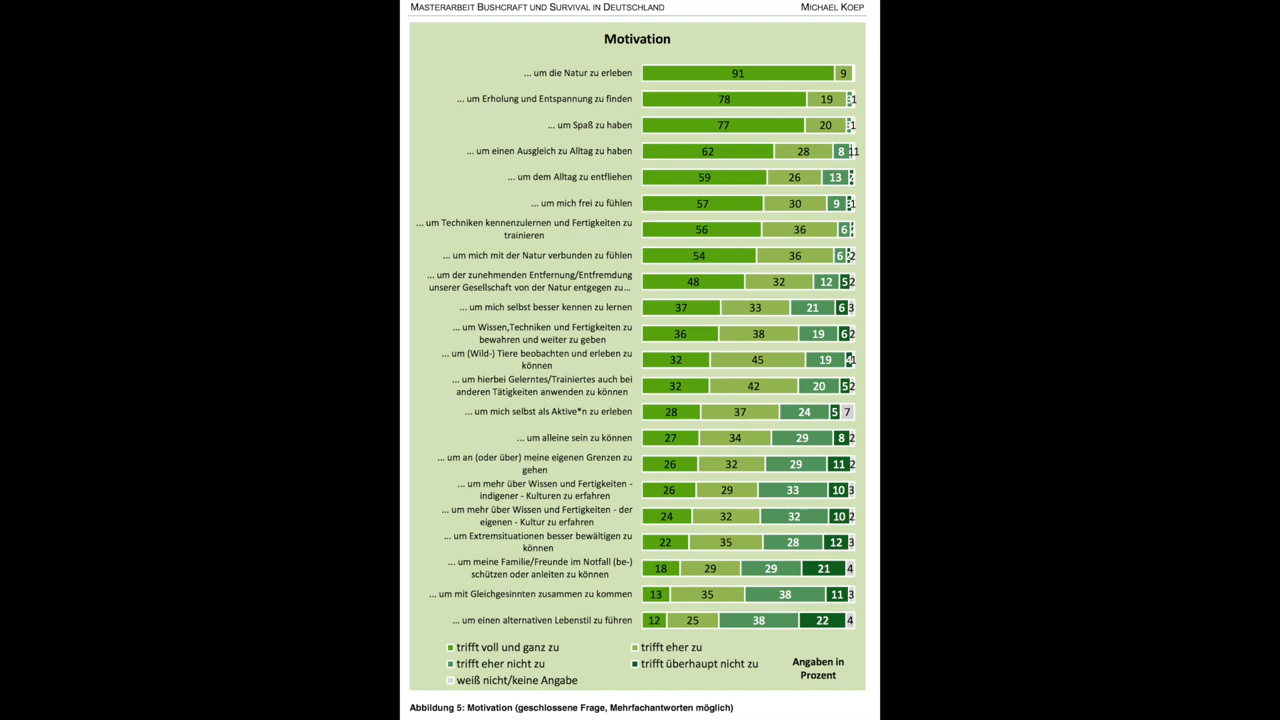 MASTERARBEIT BUSHCRAFT UND SURVIVAL IN DEUTSCHLAND MICHAEL KOEP
Motivation
... um die Natur zu erleben 91 9
... um Erholung und Entspannung zu finden 78 19 3 1
... um Spaß zu haben 77 20 1
... um einen Ausgleich zu Alltag zu haben 62 28 8 1 1
... um dem Alltag zu entfliehen 59 26 13 2
... um mich frei zu fühlen 57 30 9 3 1
... um Techniken kennenzulernen und Fertigkeiten zu
trainieren 56 36 6 2
... um mich mit der Natur verbunden zu fühlen 54 36 6 2 2
... um der zunehmenden Entfernung/Entfremdung
unserer Gesellschaft von der Natur entgegen zu... 48 32 12 5 2
... um mich selbst besser kennen zu lernen 37 33 21 6 3
... um Wissen,Techniken und Fertigkeiten zu
bewahren und weiter zu geben 36 38 19 6 2
... um (Wild-) Tiere beobachten und erleben zu
können 32 45 19 4 1
... um hierbei Gelerntes/Trainiertes auch bei
anderen Tätigkeiten anwenden zu können 32 42 20 5 2
... um mich selbst als Aktive*n zu erleben 28 37 24 5 7
... um alleine sein zu können 27 34 29 8 2
... um an (oder über) meine eigenen Grenzen zu
gehen 26 32 29 11 2
... um mehr über Wissen und Fertigkeiten -
indigener - Kulturen zu erfahren 26 29 33 10 3
... um mehr über Wissen und Fertigkeiten - der
eigenen - Kultur zu erfahren 24 32 32 10 2
... um Extremsituationen besser bewältigen zu
können 22 35 28 12 3
... um meine Familie/Freunde im Notfall (be-)
schützen oder anleiten zu können 18 29 29 21 4
... um mit Gleichgesinnten zusammen zu kommen 13 35 38 11 3
... um einen alternativen Lebenstil zu führen 12 25 38 22 4
trifft voll und ganz zu trifft eher zu
trifft eher nicht zu trifft überhaupt nicht zu
weiß nicht/keine Angabe
Angaben in
Prozent
Abbildung 5: Motivation (geschlossene Frage, Mehrfachantworten möglich)